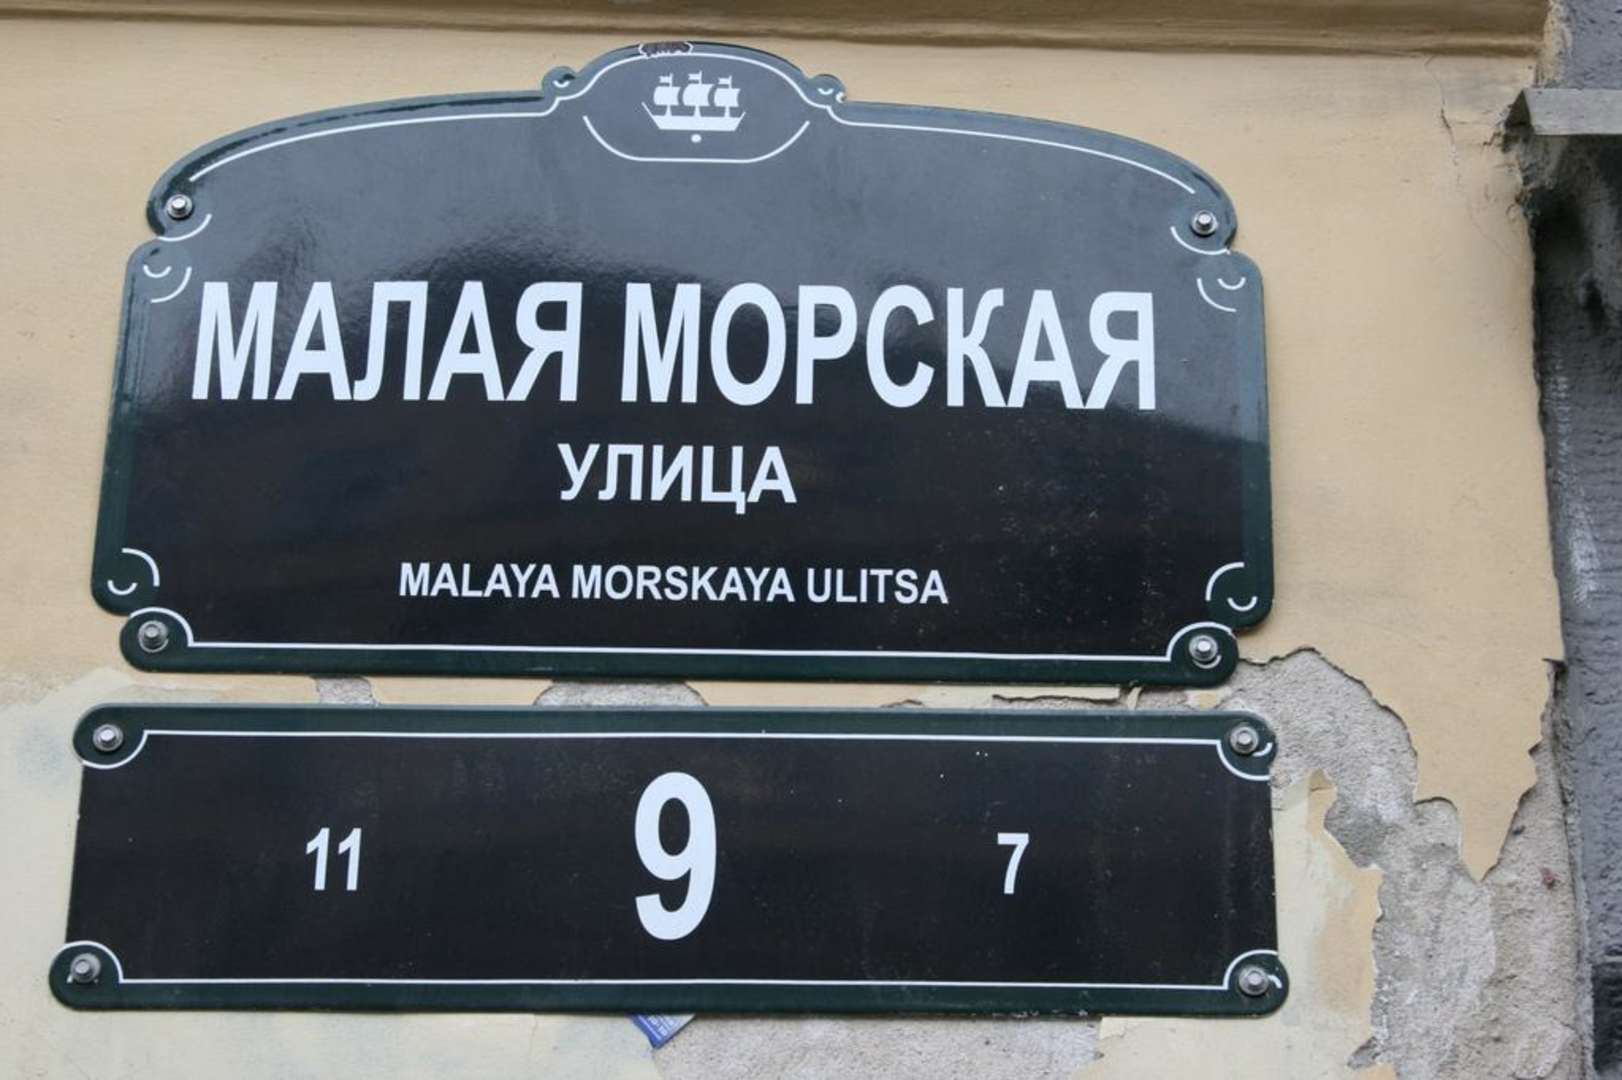 МАЛАЯ МОРСКАЯ
УЛИЦА
MALAYA MORSKAYA ULITSA
11 9 7